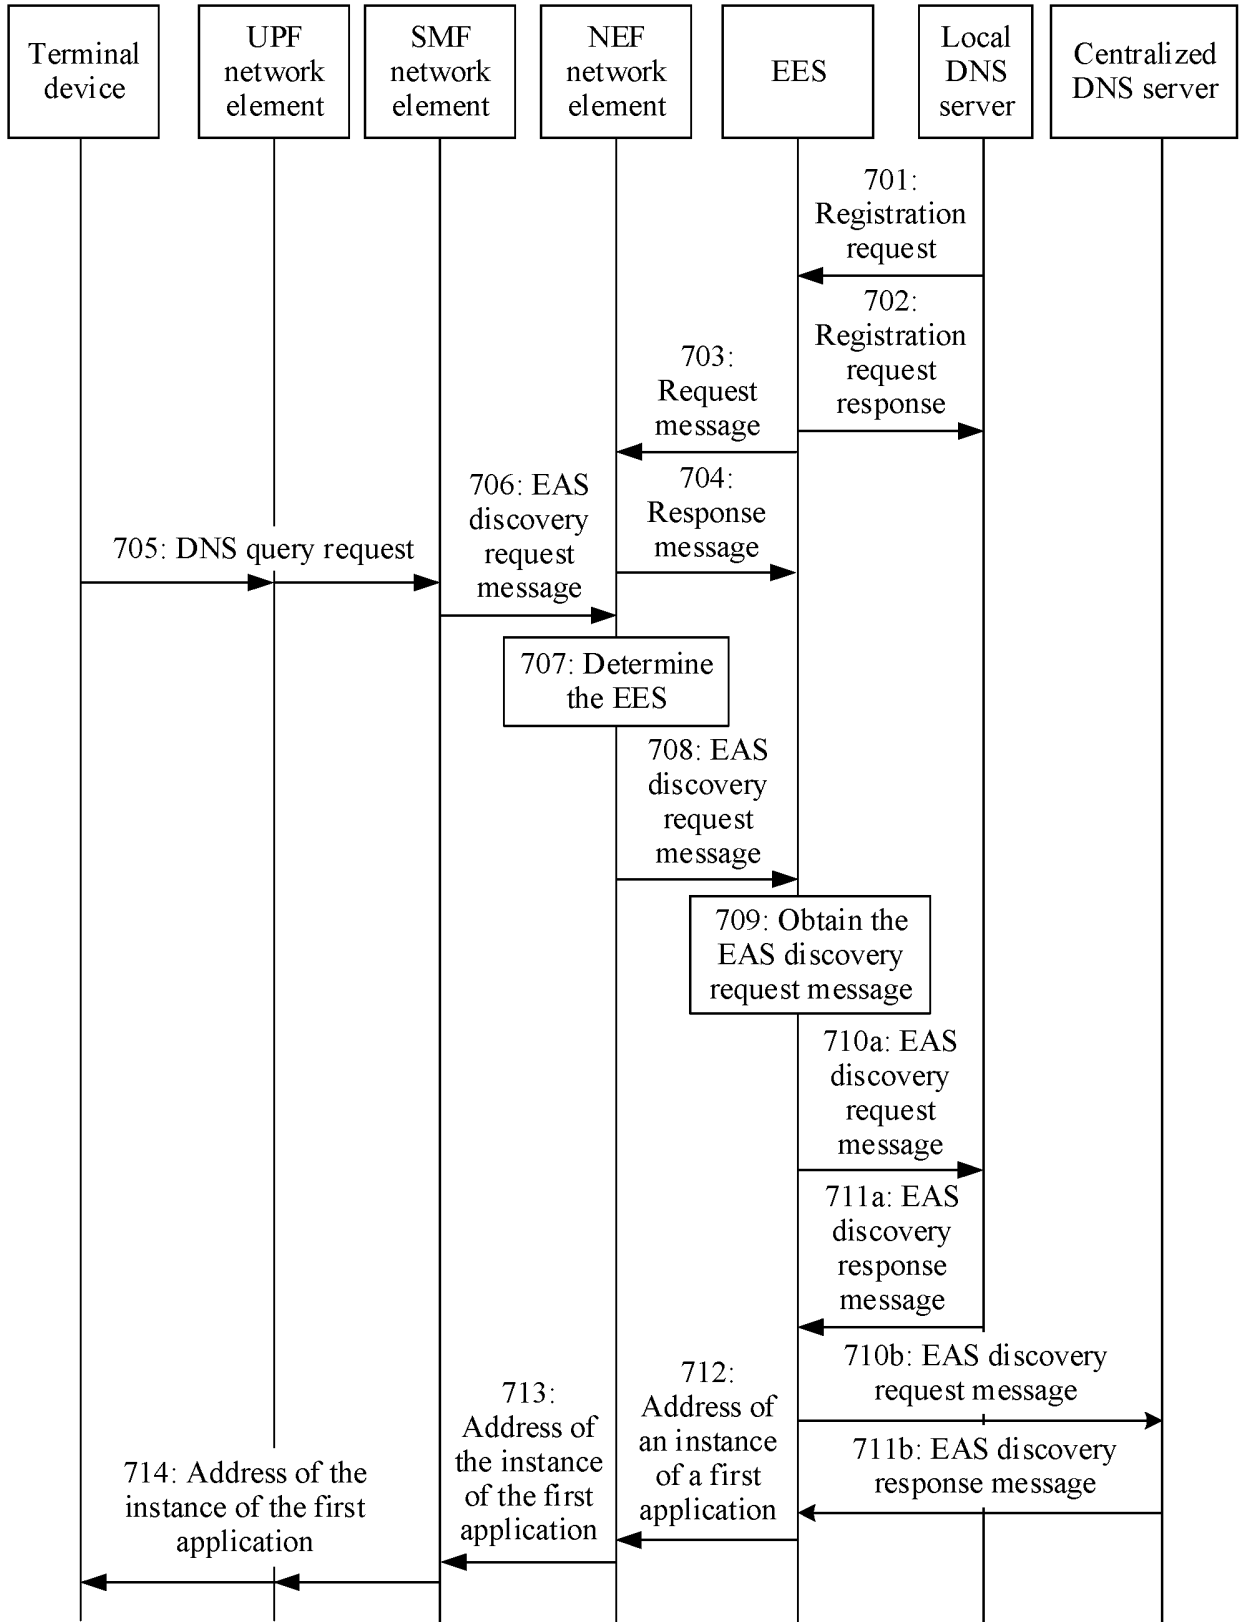 Terminal
device
UPF
network
element
SMF
network
element
NEF
network
element
EES
Local
DNS
server
Centralized
DNS server
701:
Registration
request
702:
Registration
request
response
703:
Request
message
704:
Response
message
705: DNS query request
706: EAS
discovery
request
message
707: Determine
the EES
708: EAS
discovery
request
message
709: Obtain the
EAS discovery
request message
710a: EAS
discovery
request
message
711a: EAS
discovery
response
message
710b: EAS discovery
request message
711b: EAS discovery
response message
712:
Address of
an instance
of a first
application
713:
Address of
the instance
of the first
application
714: Address of the
instance of the first
application